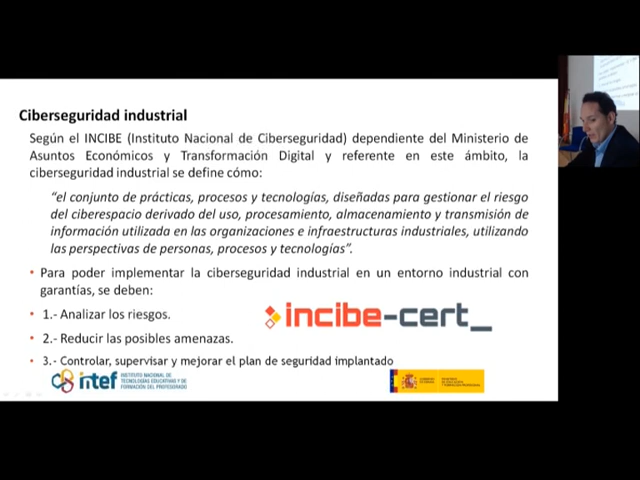 Ciberseguridad industrial
Según el INCIBE (Instituto Nacional de Ciberseguridad) dependiente del Ministerio de
Asuntos Económicos y Transformación Digital y referente en este ámbito, la
ciberseguridad industrial se define cómo:
“el conjunto de prácticas, procesos y tecnologías, diseñadas para gestionar el riesgo
del ciberespacio derivado del uso, procesamiento, almacenamiento y transmisión de
información utilizada en las organizaciones e infraestructuras industriales, utilizando
las perspectivas de personas, procesos y tecnologías”.
• Para poder implementar la ciberseguridad industrial en un entorno industrial con
garantías, se deben:
• 1.- Analizar los riesgos.
incibe-cert_
• 2.- Reducir las posibles amenazas.
• 3.- Controlar, supervisar y mejorar el plan de seguridad implantado
intef
INSTITUTO NACIONAL DE
TECNOLOGÍAS EDUCATIVAS Y DE
FORMACIÓN DEL PROFESORADO